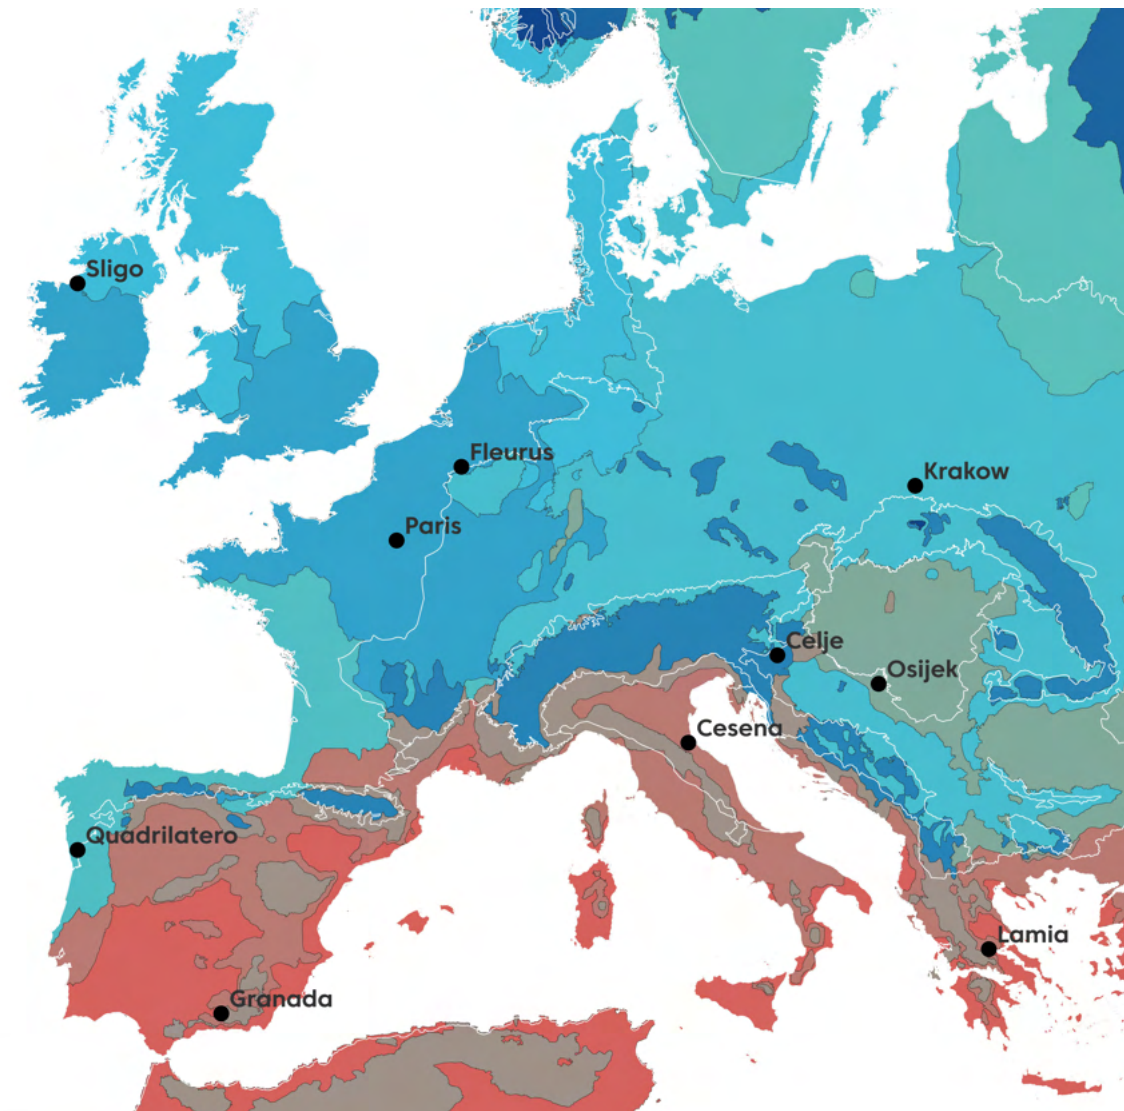 Sligo
Fleurus
Krakow
Paris
Celje
Osijek
Cesena
Quadrilatero
Lamia
Granada